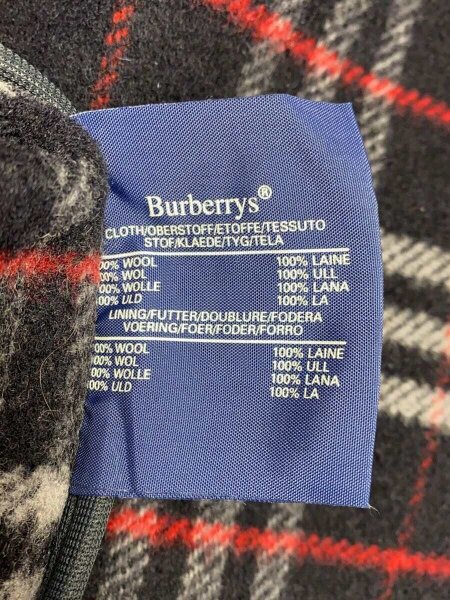 Burberrys®
CLOTH/OBERSTOFF/ETOFFE/TESSUTO
STOF/KLAEDE/TYG/TELA
00% WOOL 100% LAINE
00% WOL 100% ULL
00% WOLLE 100% LANA
00% ULD 100% LA
LINING/FUTTER/DOUBLURE/FODERA
VOERING/FOER/FODER/FORRO
00% WOOL 100% LAINE
00% WOL 100% ULL
00% WOLLE 100% LANA
00% ULD 100% LA